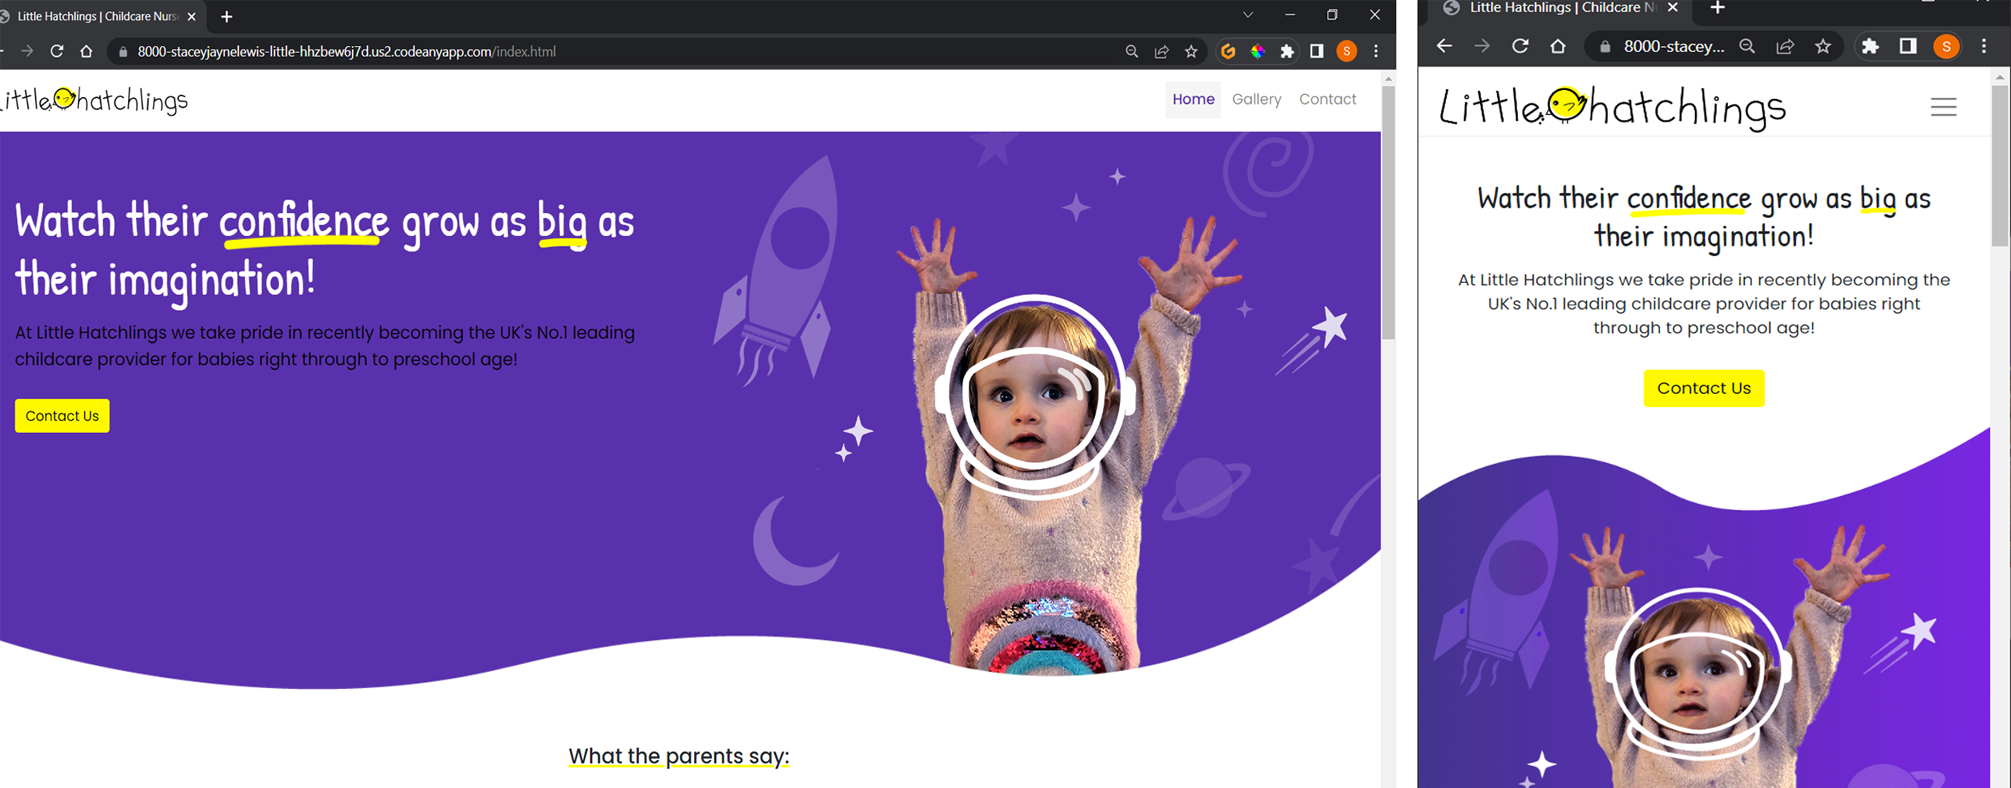 Little Hatchlings | Childcare Nurs
8000-staceyjaynelewis-little-hhzbew6j7d.us2.codeanyapp.com/index.html
S
Little hatchlings
Home Gallery Contact
Watch their confidence grow as big as
their imagination!
At Little Hatchlings we take pride in recently becoming the UK's No.1 leading
childcare provider for babies right through to preschool age!
Contact Us
What the parents say:
Little Hatchlings | Childcare N
8000-stacey...
S
Little hatchlings
Watch their confidence grow as big as
their imagination!
At Little Hatchlings we take pride in recently becoming the
UK's No.1 leading childcare provider for babies right
through to preschool age!
Contact Us